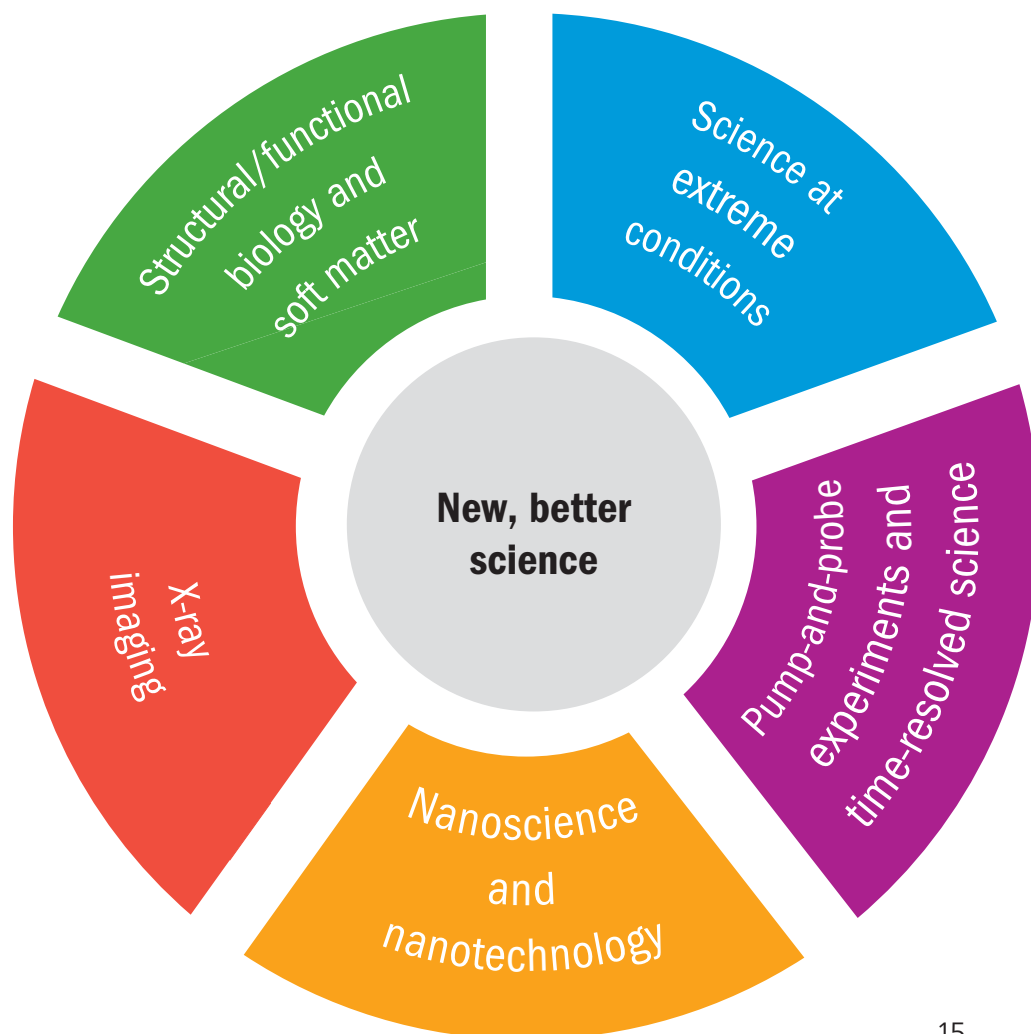 Structural/functional
biology and
soft matter
Science at
extreme
conditions
New, better
science
Pump-and-probe
experiments and
time-resolved science
X-ray
imaging
Nanoscience
and
nanotechnology
15